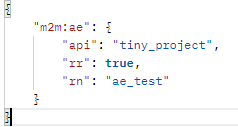 {
    "m2m:ae": {
        "api": "tiny_project",
        "rr": true,
        "rn": "ae_test"
    }
}